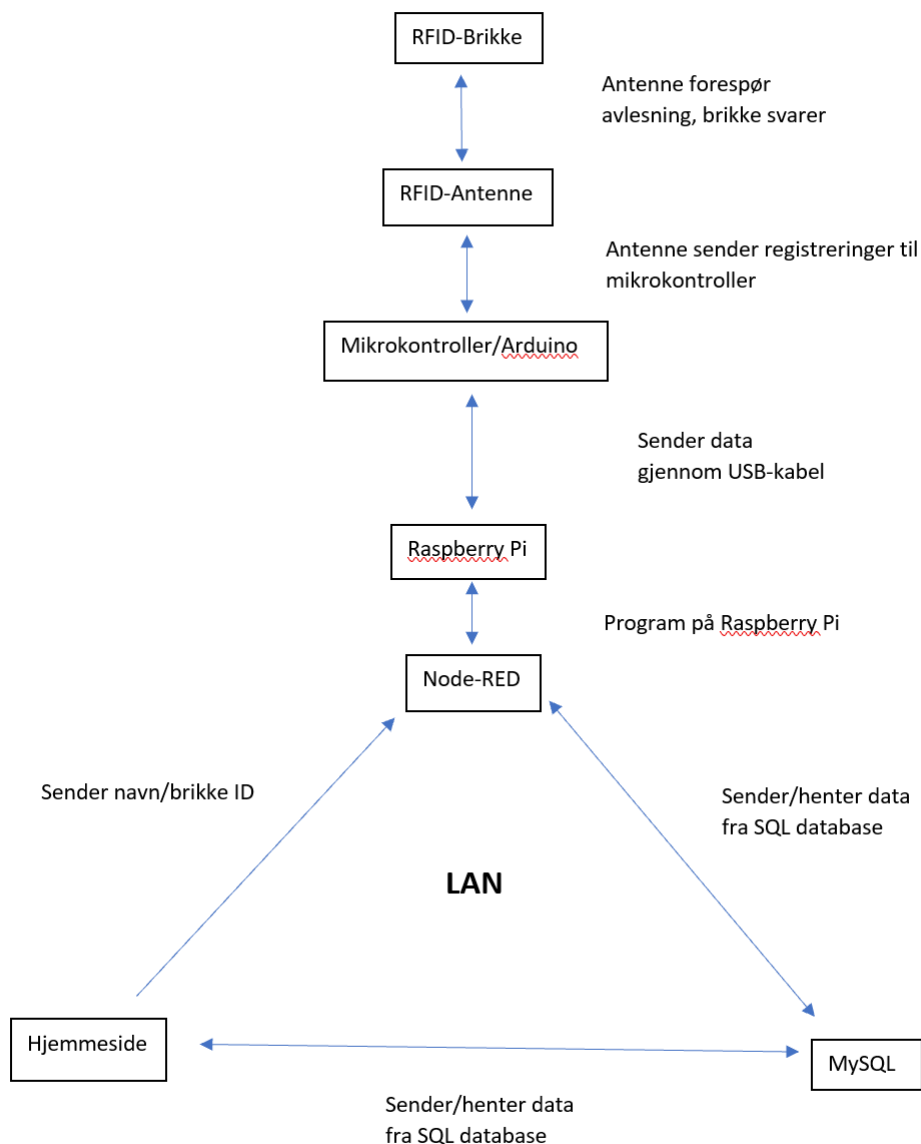 RFID-Brikke
Antenne forespør
avlesning, brikke svarer
RFID-Antenne
Antenne sender registreringer til
mikrokontroller
Mikrokontroller/Arduino
Sender data
gjennom USB-kabel
Raspberry Pi
Program på Raspberry Pi
Node-RED
Sender navn/brikke ID
Sender/henter data
fra SQL database
LAN
Hjemmeside
MySQL
Sender/henter data
fra SQL database